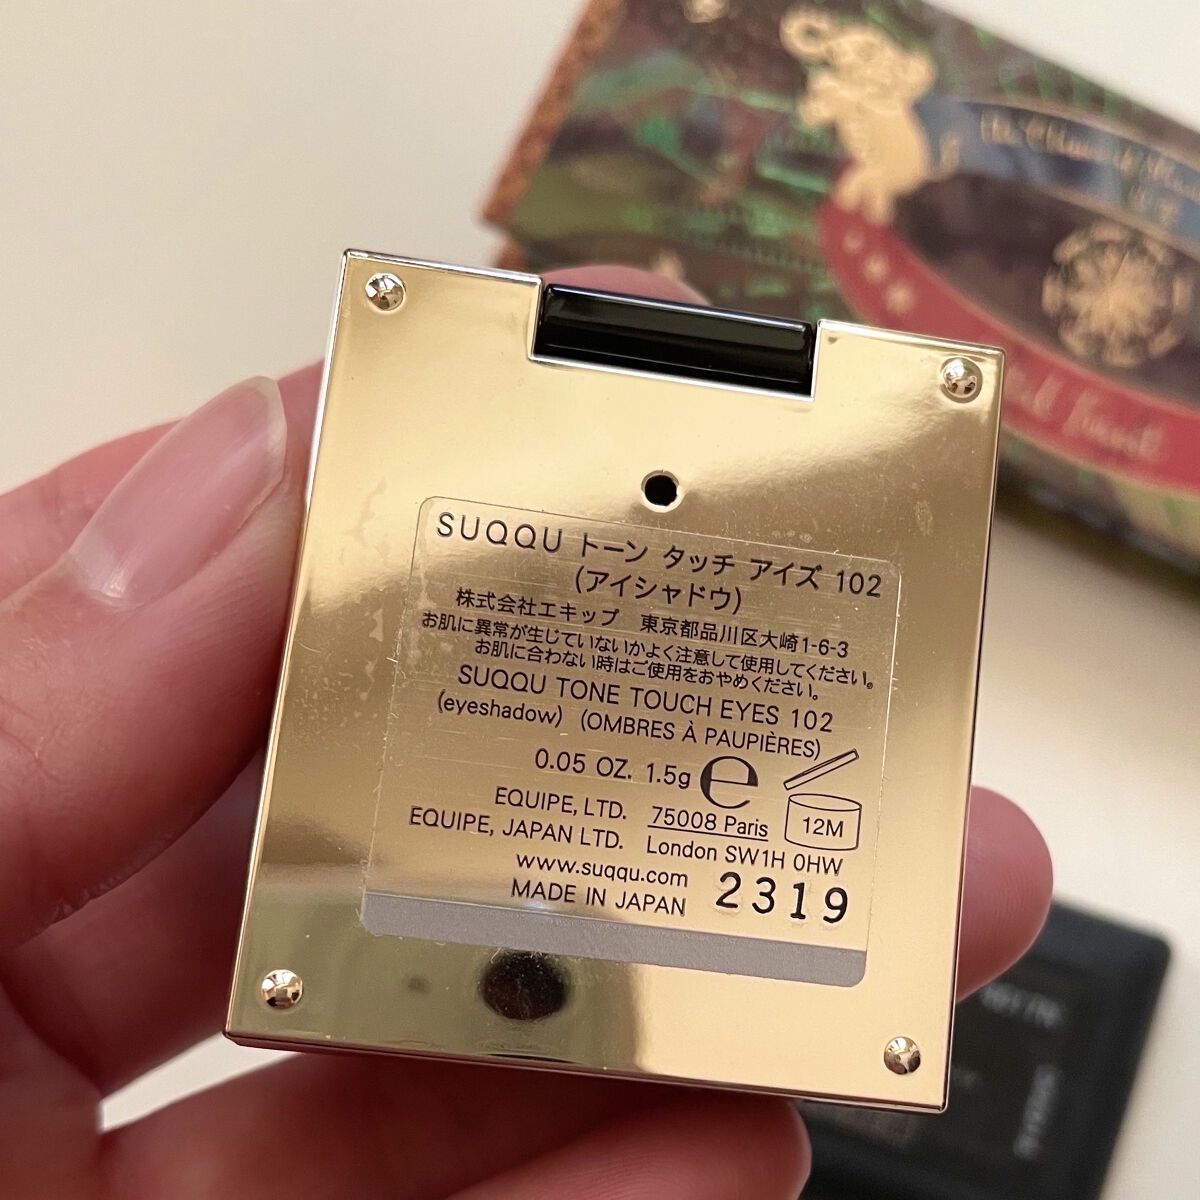 SUQQU トーン タッチ アイズ 102
(アイシャドウ)
株式会社エキップ 東京都品川区大崎1-6-3
お肌に異常が生じていないかよく注意して使用してください。
お肌に合わない時はご使用をおやめください。
SUQQU TONE TOUCH EYES 102
(eyeshadow) (OMBRES À PAUPIÈRES)
0.05 OZ. 1.5g e
12M
EQUIPE, LTD. 75008 Paris
EQUIPE, JAPAN LTD. London SW1H 0HW
www.suqqu.com
MADE IN JAPAN 2319